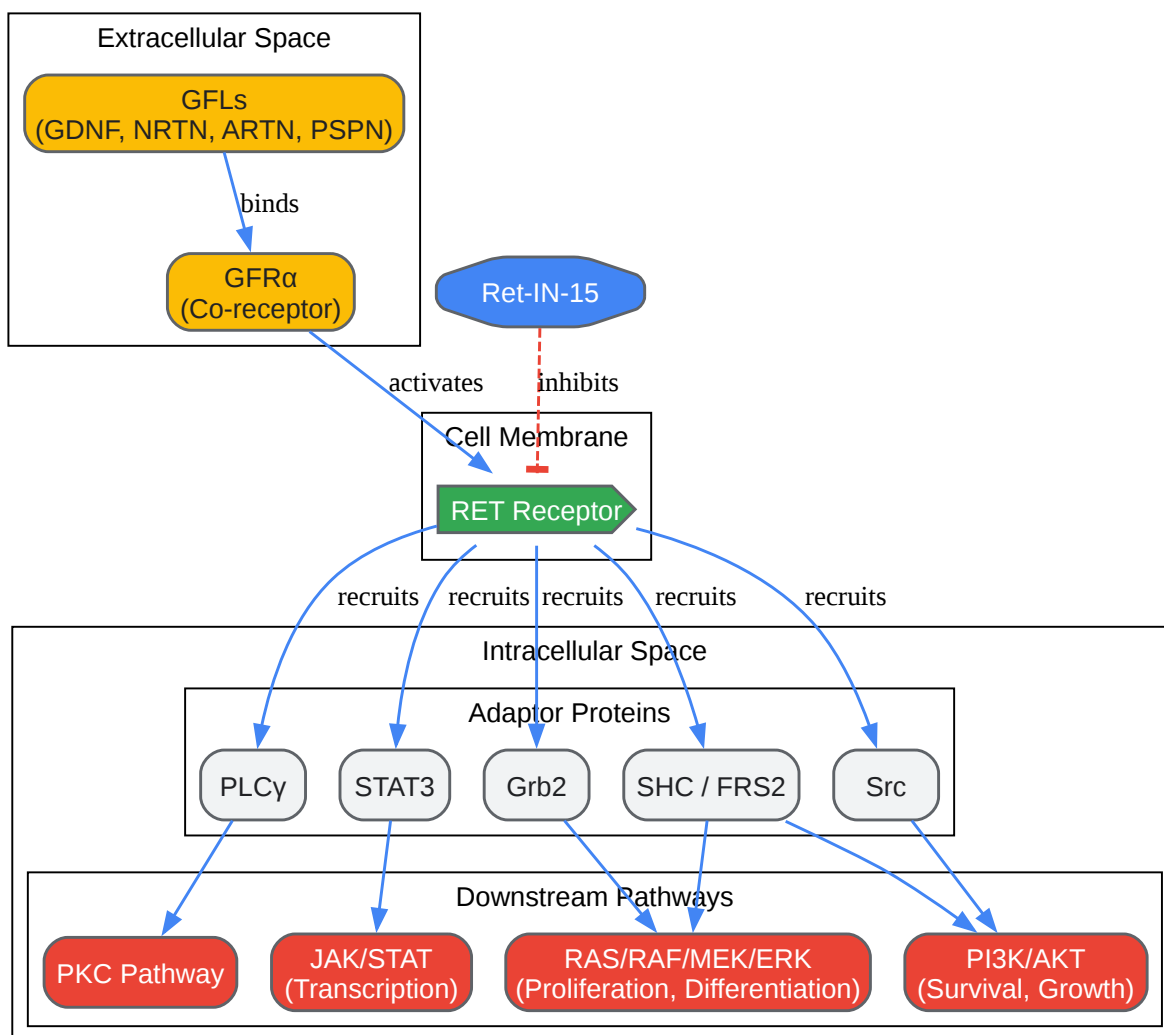 Extracellular Space
GFLs
(GDNF, NRTN, ARTN, PSPN)
binds
GFRα
(Co-receptor)
Ret-IN-15
activates
inhibits
Cell Membrane
RET Receptor
recruits
recruits
recruits
recruits
recruits
Intracellular Space
Adaptor Proteins
PLCγ
STAT3
Grb2
SHC / FRS2
Src
Downstream Pathways
PKC Pathway
JAK/STAT
(Transcription)
RAS/RAF/MEK/ERK
(Proliferation, Differentiation)
PI3K/AKT
(Survival, Growth)